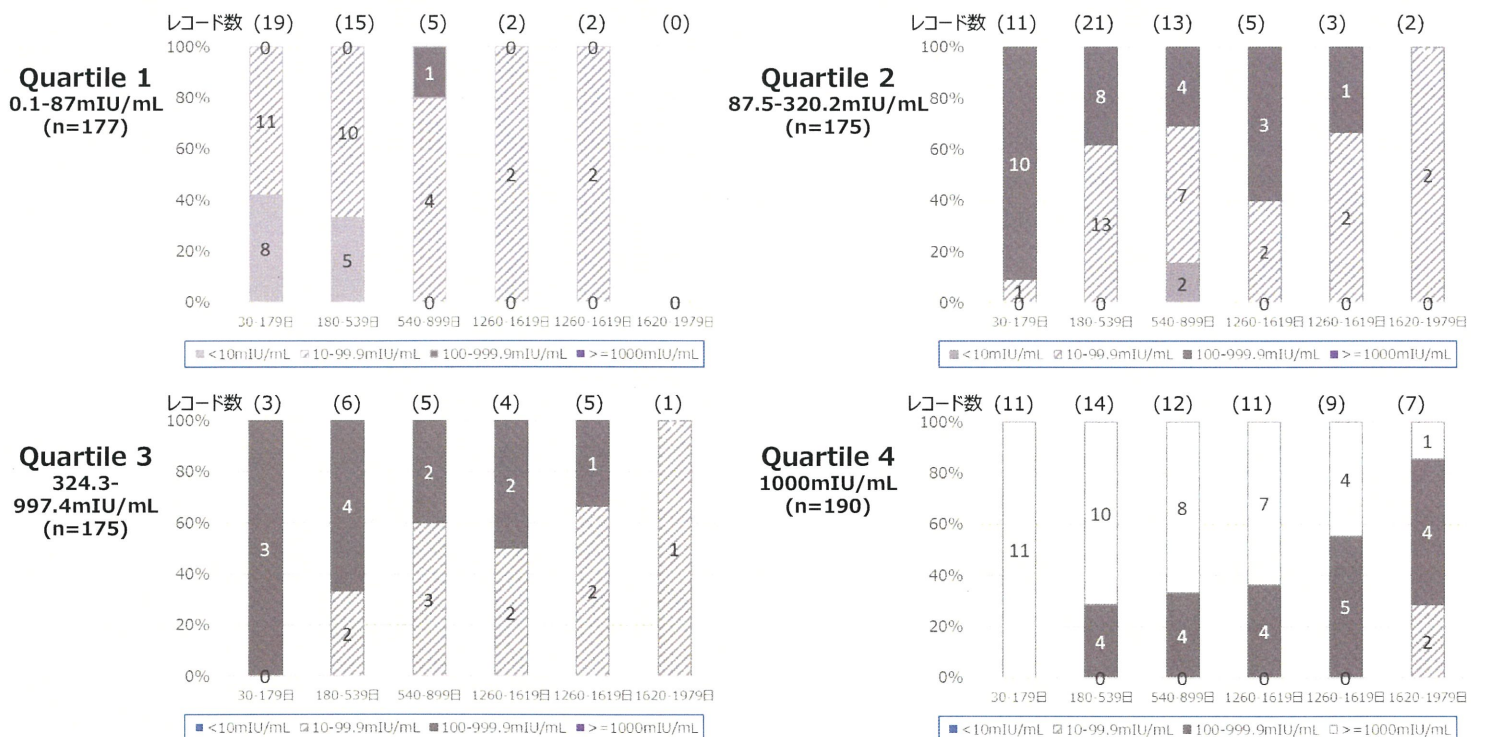 レコード数 (19) (15) (5) (2) (2) (0)
Quartile 1
0.1-87mIU/mL
(n=177)
100%
80%
60%
40%
20%
0%
0 0 1 0 0
11 10 4 2 2
8 5 0 0 0 0
30-179日 180-539日 540-899日 1260-1619日 1260-1619日 1620-1979日
<10mIU/mL 10-99.9mIU/mL 100-999.9mIU/mL >=1000mIU/mL
レコード数 (11) (21) (13) (5) (3) (2)
Quartile 2
87.5-320.2mIU/mL
(n=175)
100%
80%
60%
40%
20%
0%
10 8 4 3 1
1 13 7 2 2 2
0 0 2 0 0 0
30-179日 180-539日 540-899日 1260-1619日 1260-1619日 1620-1979日
<10mIU/mL 10-99.9mIU/mL 100-999.9mIU/mL >=1000mIU/mL
レコード数 (3) (6) (5) (4) (5) (1)
Quartile 3
324.3-
997.4mIU/mL
(n=175)
100%
80%
60%
40%
20%
0%
3 4 2 2 1
0 2 3 2 2 1
30-179日 180-539日 540-899日 1260-1619日 1260-1619日 1620-1979日
<10mIU/mL 10-99.9mIU/mL 100-999.9mIU/mL >=1000mIU/mL
レコード数 (11) (14) (12) (11) (9) (7)
Quartile 4
1000mIU/mL
(n=190)
100%
80%
60%
40%
20%
0%
11 10 8 7 4 1
4 4 4 5 4
0 0 0 0 2
30-179日 180-539日 540-899日 1260-1619日 1260-1619日 1620-1979日
<10mIU/mL 10-99.9mIU/mL 100-999.9mIU/mL >=1000mIU/mL